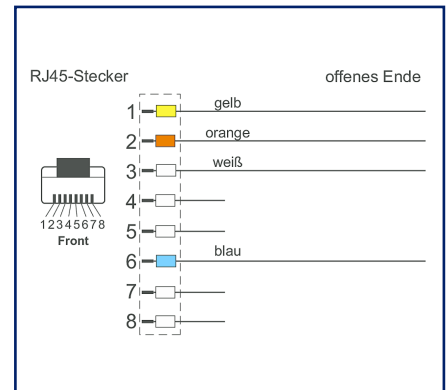 RJ45-Stecker offenes Ende
1 gelb
2 orange
3 weiß
4
5
6 blau
7
8
12345678
Front